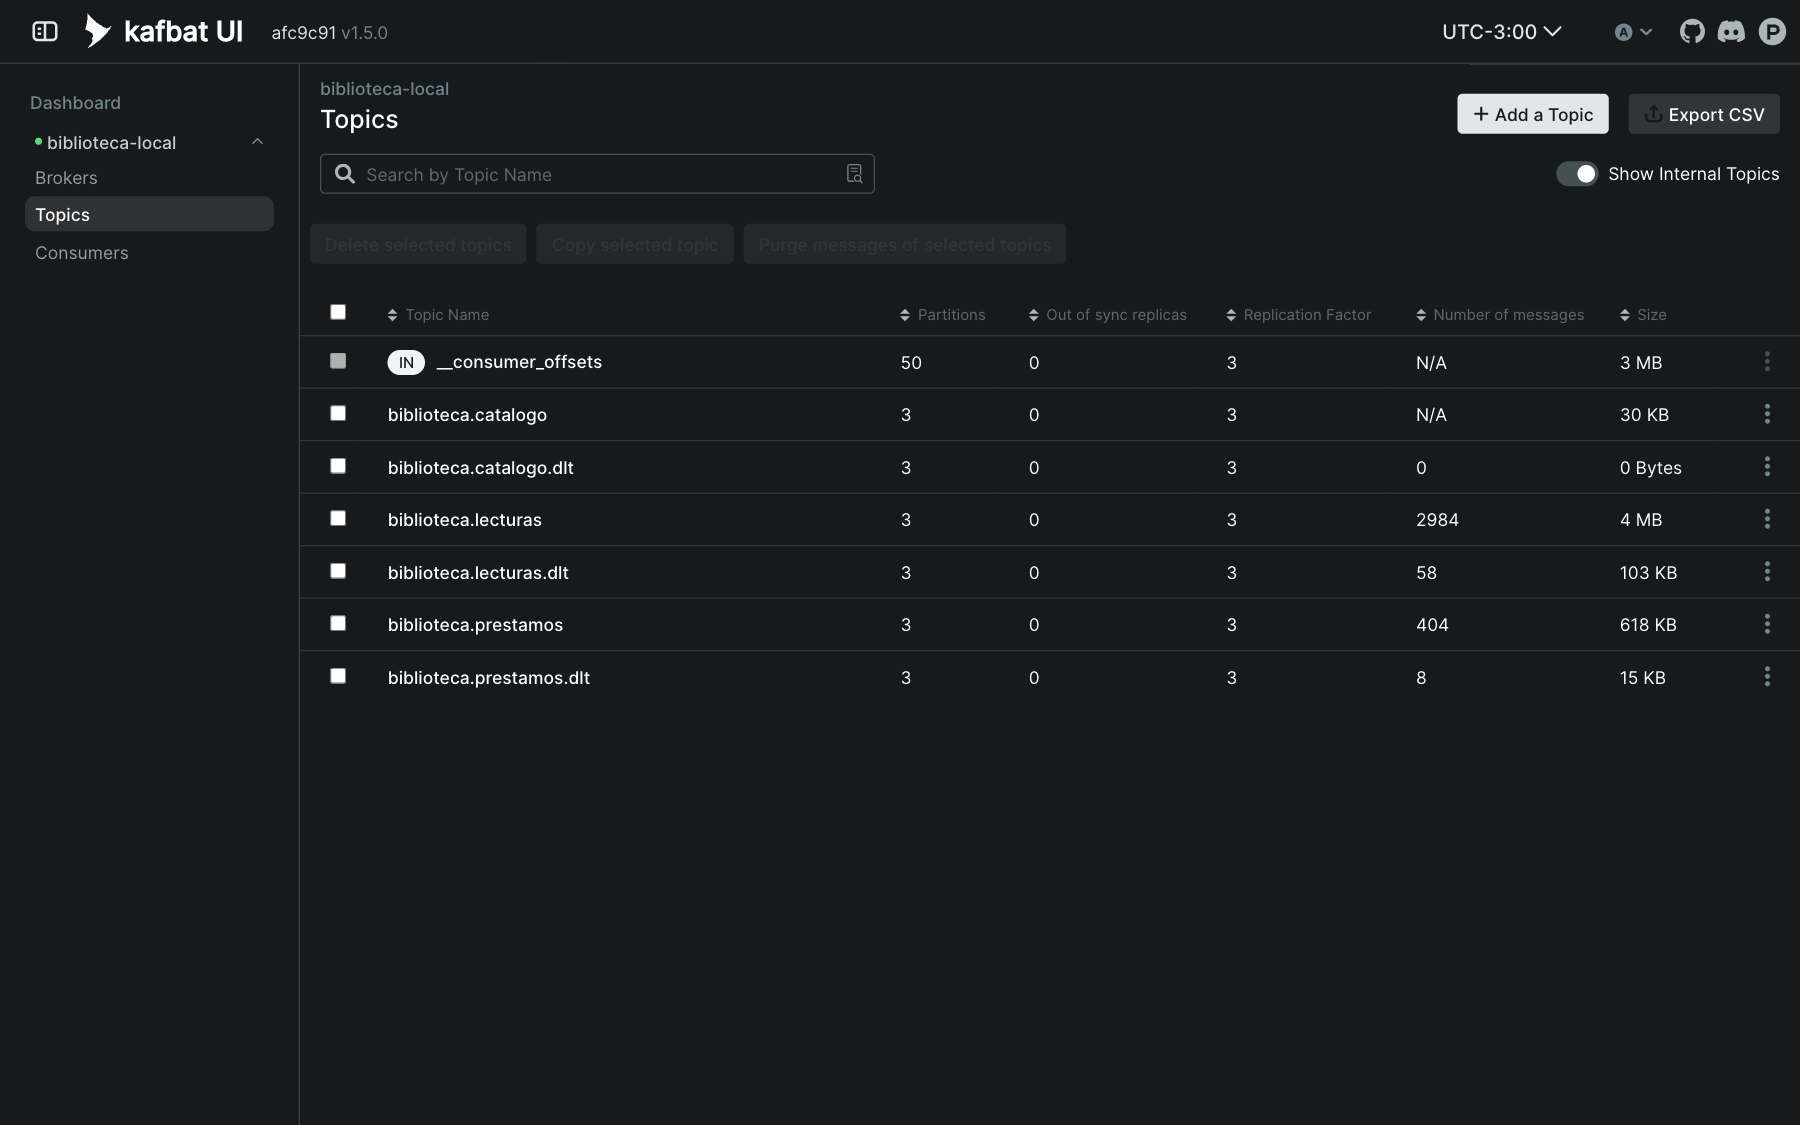 kafbat UI afc9c91 v1.5.0 UTC-3:00 A P
Dashboard
biblioteca-local
Brokers
Topics
Consumers
biblioteca-local
Topics
Add a Topic
Export CSV
Search by Topic Name
Show Internal Topics
Delete selected topics Copy selected topic Purge messages of selected topics
Topic Name Partitions Out of sync replicas Replication Factor Number of messages Size
IN __consumer_offsets 50 0 3 N/A 3 MB
biblioteca.catalogo 3 0 3 N/A 30 KB
biblioteca.catalogo.dlt 3 0 3 0 0 Bytes
biblioteca.lecturas 3 0 3 2984 4 MB
biblioteca.lecturas.dlt 3 0 3 58 103 KB
biblioteca.prestamos 3 0 3 404 618 KB
biblioteca.prestamos.dlt 3 0 3 8 15 KB